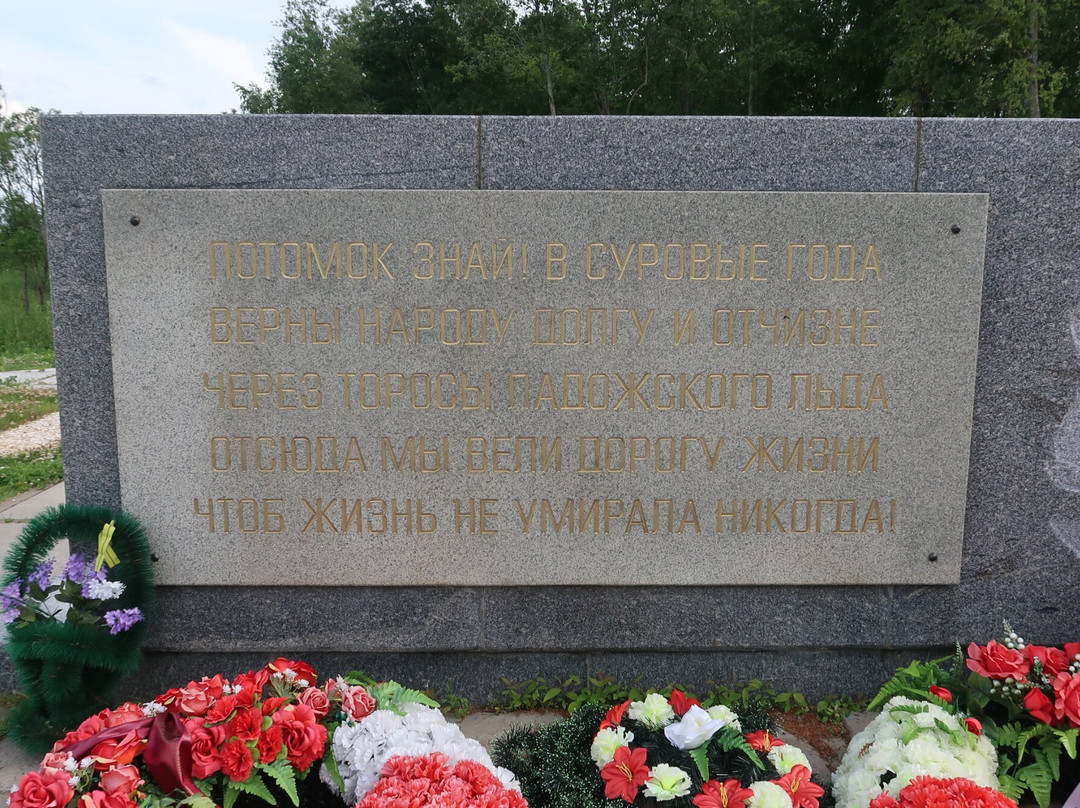 ПОТОМОК ЗНАЙ! В СУРОВЫЕ ГОДА
ВЕРНЫ НАРОДУ ДОЛГУ И ОТЧИЗНЕ
ЧЕРЕЗ ТОРОСЫ ЛАДОЖСКОГО ЛЬДА
ОТСЮДА МЫ ВЕЛИ ДОРОГУ ЖИЗНИ
ЧТОБ ЖИЗНЬ НЕ УМИРАЛА НИКОГДА!